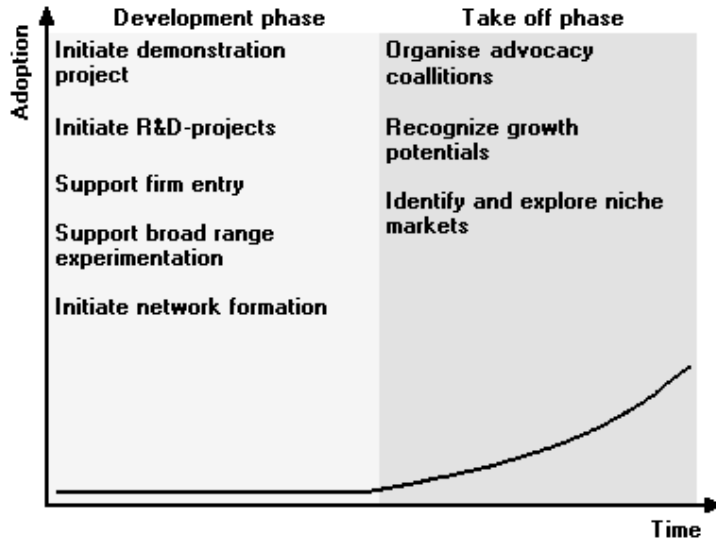 Development phase
Take off phase
Adoption
Initiate demonstration
project
Initiate R&D-projects
Support firm entry
Support broad range
experimentation
Initiate network formation
Organise advocacy
coallitions
Recognize growth
potentials
Identify and explore niche
markets
Time